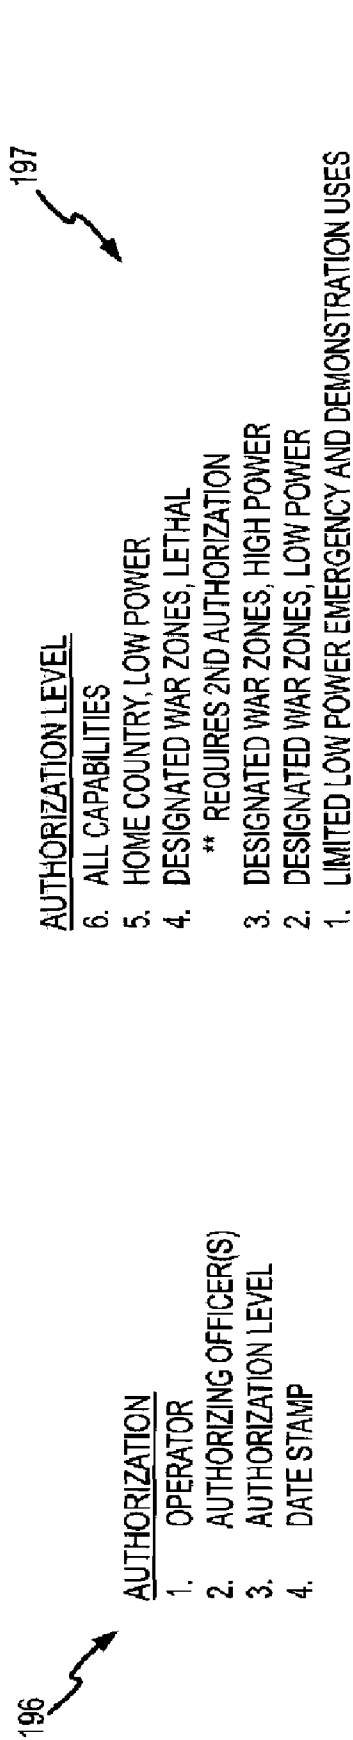 196
AUTHORIZATION
1. OPERATOR
2. AUTHORIZING OFFICER(S)
3. AUTHORIZATION LEVEL
4. DATE STAMP
197
AUTHORIZATION LEVEL
6. ALL CAPABILITIES
5. HOME COUNTRY, LOW POWER
4. DESIGNATED WAR ZONES, LETHAL
** REQUIRES 2ND AUTHORIZATION
3. DESIGNATED WAR ZONES, HIGH POWER
2. DESIGNATED WAR ZONES, LOW POWER
1. LIMITED LOW POWER EMERGENCY AND DEMONSTRATION USES